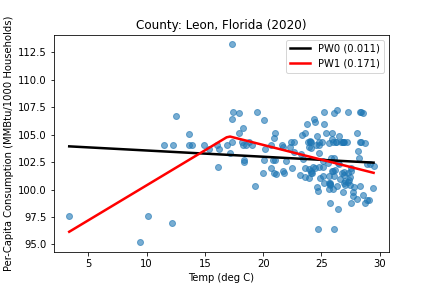 County: Leon, Florida (2020)
PW0 (0.011)
PW1 (0.171)
Per-Capita Consumption (MMBtu/1000 Households)
112.5
110.0
107.5
105.0
102.5
100.0
97.5
95.0
5 10 15 20 25 30
Temp (deg C)